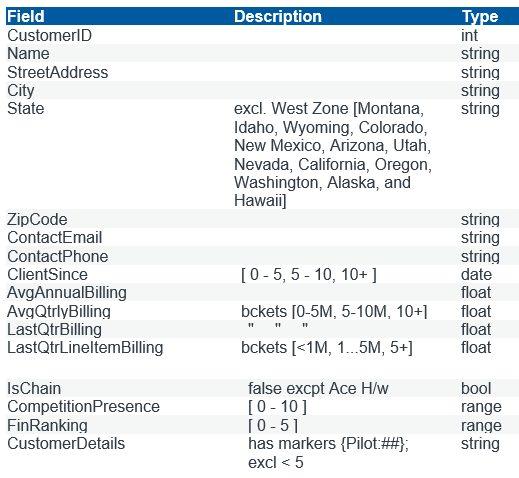 Field Description Type
CustomerID int
Name string
StreetAddress string
City string
State excl. West Zone [Montana, string
Idaho, Wyoming, Colorado,
New Mexico, Arizona, Utah,
Nevada, California, Oregon,
Washington, Alaska, and
Hawaii]
ZipCode string
ContactEmail string
ContactPhone string
ClientSince [ 0 - 5, 5 - 10, 10+ ] date
AvgAnnualBilling float
AvgQtrlyBilling bckets [0-5M, 5-10M, 10+] float
LastQtrBilling " " " float
LastQtrLineItemBilling bckets [<1M, 1...5M, 5+] float
IsChain false excpt Ace H/w bool
CompetitionPresence [ 0 - 10 ] range
FinRanking [ 0 - 5 ] range
CustomerDetails has markers {Pilot:##}; string
excl < 5